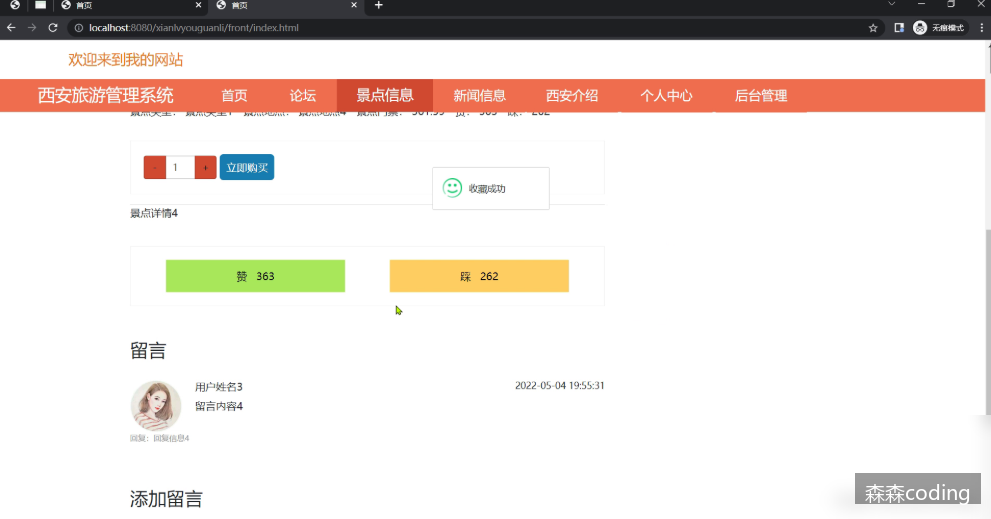 首页
首页
localhost:8080/xianlvyouguanli/front/index.html
无痕模式
欢迎来到我的网站
西安旅游管理系统 首页 论坛 景点信息 新闻信息 西安介绍 个人中心 后台管理
- 1 + 立即购买
收藏成功
景点详情4
赞 363 踩 262
留言
用户姓名3 2022-05-04 19:55:31
留言内容4
回复：回复信息4
添加留言
森森coding